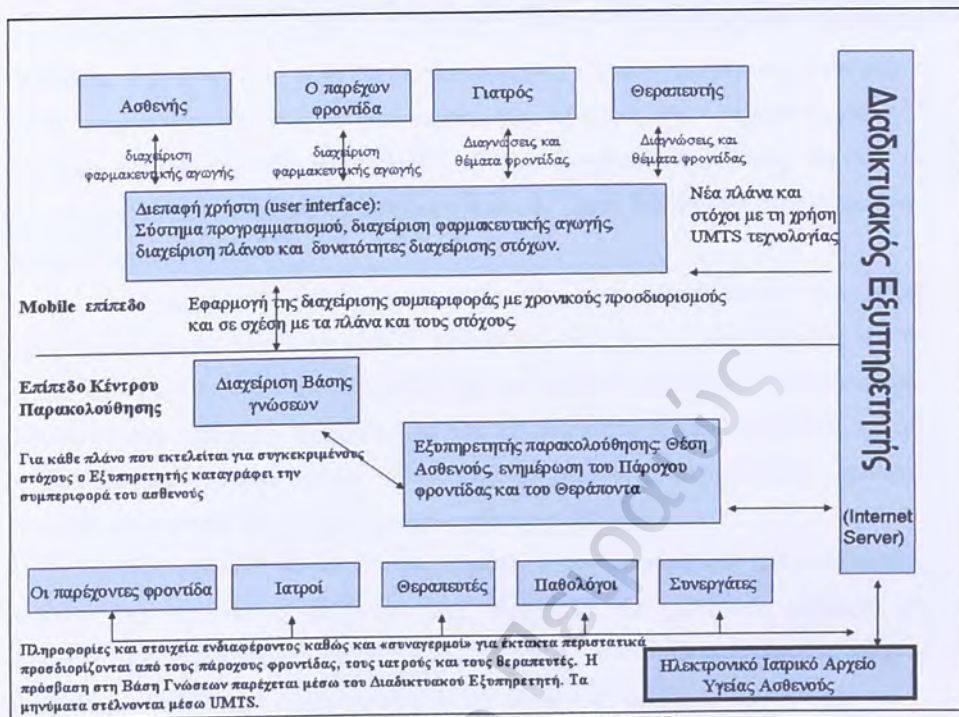 Ασθενής
Ο παρέχων
φροντίδα
Γιατρός
Θεραπευτής
διαχείριση
φαρμακευτικής αγωγής
διαχείριση
φαρμακευτικής αγωγής
Διαγνώσεις και
θέματα φροντίδας
Διαγνώσεις και
θέματα φροντίδας
Διεπαφή χρήστη (user interface):
Σύστημα προγραμματισμού, διαχείριση φαρμακευτικής αγωγής,
διαχείριση πλάνου και δυνατότητες διαχείρισης στόχων.
Νέα πλάνα και
στόχοι με τη χρήση
UMTS τεχνολογίας
Διαδικτυακός Εξυπηρετητής
(Internet
Server)
Mobile επίπεδο
Εφαρμογή της διαχείρισης συμπεριφοράς με χρονικούς προσδιορισμούς
και σε σχέση με τα πλάνα και τους στόχους.
Επίπεδο Κέντρου
Παρακολούθησης
Διαχείριση Βάσης
γνώσεων
Για κάθε πλάνο που εκτελείται για συγκεκριμένους
στόχους ο Εξυπηρετητής καταγράφει την
συμπεριφορά του ασθενούς
Εξυπηρετητής παρακολούθησης: Θέση
Ασθενούς, ενημέρωση του Πάροχου
φροντίδας και του Θεράποντα
Οι παρέχοντες φροντίδα
Ιατροί
Θεραπευτές
Παθολόγοι
Συνεργάτες
Πληροφορίες και στοιχεία ενδιαφέροντος καθώς και «συναγερμοί» για έκτακτα περιστατικά
προσδιορίζονται από τους πάροχους φροντίδας, τους ιατρούς και τους θεραπευτές. Η
πρόσβαση στη Βάση Γνώσεων παρέχεται μέσω του Διαδικτυακού Εξυπηρετητή. Τα
μηνύματα στέλνονται μέσω UMTS.
Ηλεκτρονικό Ιατρικό Αρχείο
Υγείας Ασθενούς
Πειραιώς